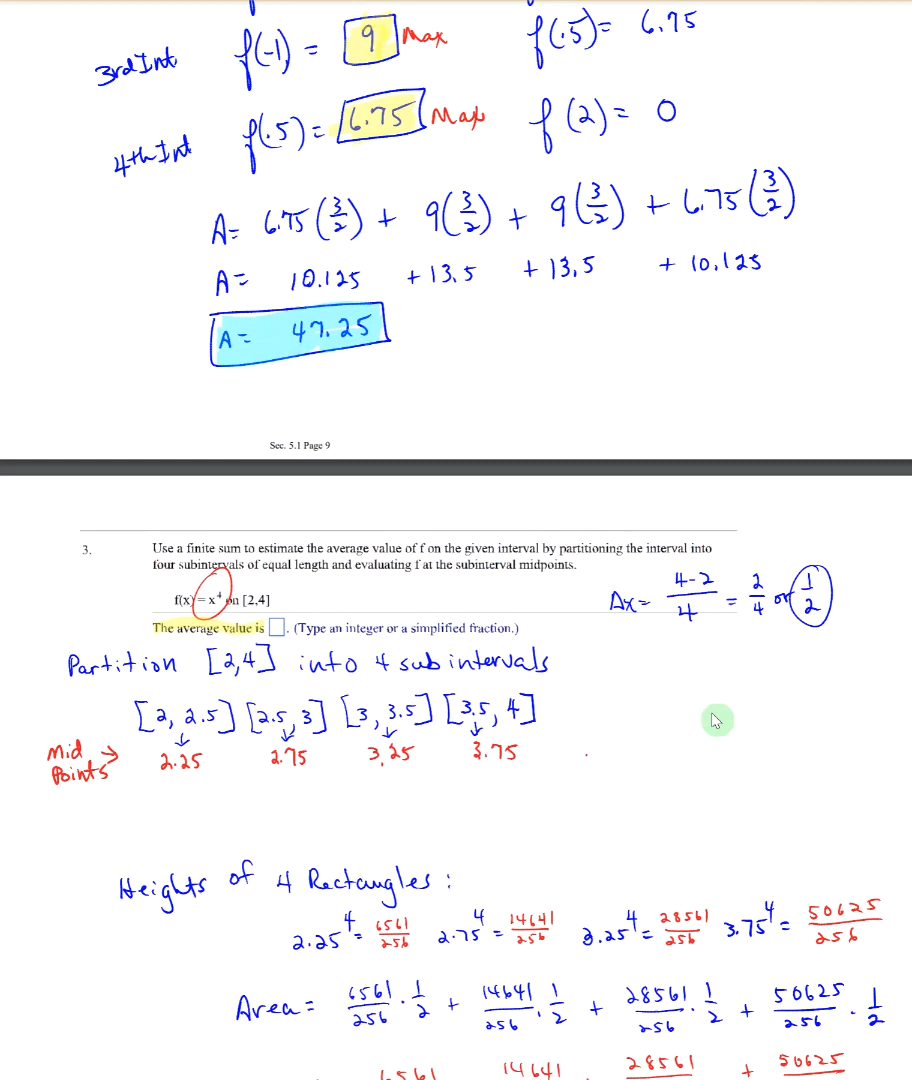 3rd Int f(-1) = 9 Max f(.5) = 6.75
4th Int f(.5) = 6.75 Max f(2) = 0
A = 6.75 (3/2) + 9 (3/2) + 9 (3/2) + 6.75 (3/2)
A = 10.125 + 13.5 + 13.5 + 10.125
A = 47.25
Sec. 5.1 Page 9
3. Use a finite sum to estimate the average value of f on the given interval by partitioning the interval into
four subintervals of equal length and evaluating f at the subinterval midpoints.
f(x) = x⁴ on [2,4]
Δx = 4-2/4 = 2/4 or 1/2
The average value is . (Type an integer or a simplified fraction.)
Partition [2,4] into 4 subintervals
[2, 2.5] [2.5, 3] [3, 3.5] [3.5, 4]
Mid Points → 2.25 2.75 3.25 3.75
Heights of 4 Rectangles :
2.25⁴ = 6561/256 2.75⁴ = 14641/256 3.25⁴ = 28561/256 3.75⁴ = 50625/256
Area = 6561/256 · 1/2 + 14641/256 · 1/2 + 28561/256 · 1/2 + 50625/256 · 1/2
6561 14641 28561 + 50625